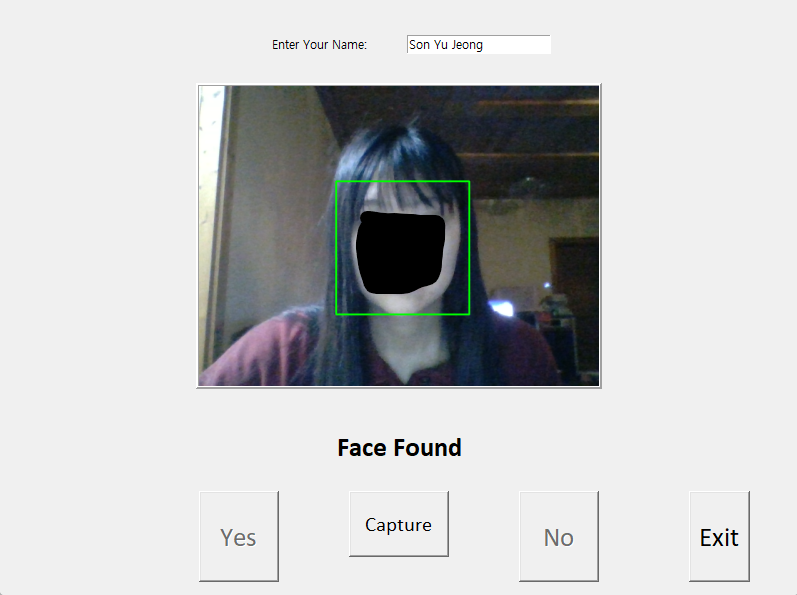 Enter Your Name: Son Yu Jeong
Face Found
Yes Capture No Exit